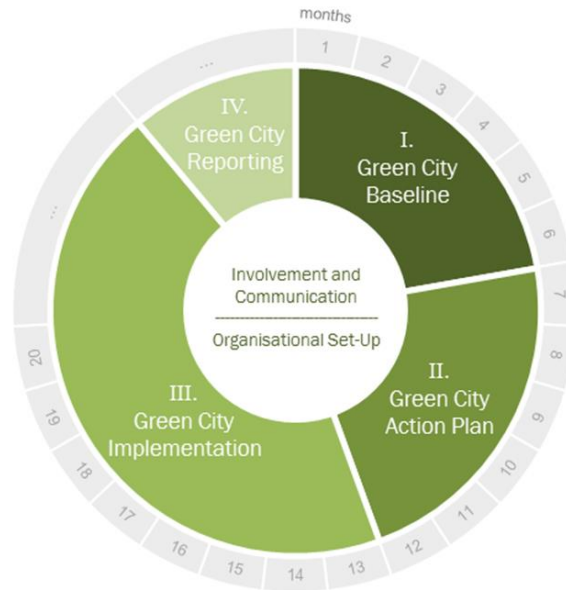 months
1
2
3
4
5
6
7
8
9
10
11
12
13
14
15
16
17
18
19
20
...
...
I.
Green City
Baseline
II.
Green City
Action Plan
III.
Green City
Implementation
IV.
Green City
Reporting
Involvement and
Communication
Organisational Set-Up